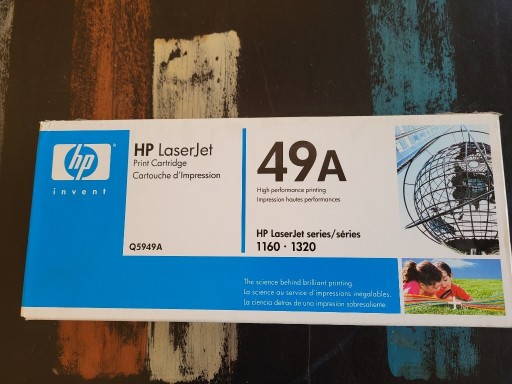 hp
invent
HP LaserJet
Print Cartridge
Cartouche d'Impression
Q5949A
49A
High performance printing
Impression hautes performances
HP LaserJet series/séries
1160 · 1320
The science behind brilliant printing.
La science au service d'impressions inégalables.
La ciencia detrás de una impresión sobresaliente.